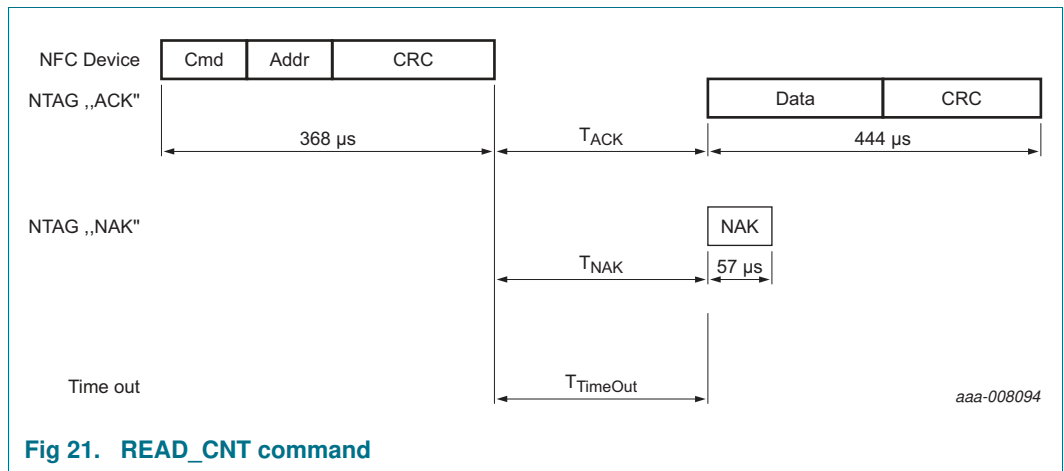 NFC Device Cmd Addr CRC
NTAG ,,ACK" Data CRC
368 µs TACK 444 µs
NTAG ,,NAK" NAK
TNAK 57 µs
Time out TTimeOut aaa-008094
Fig 21. READ_CNT command